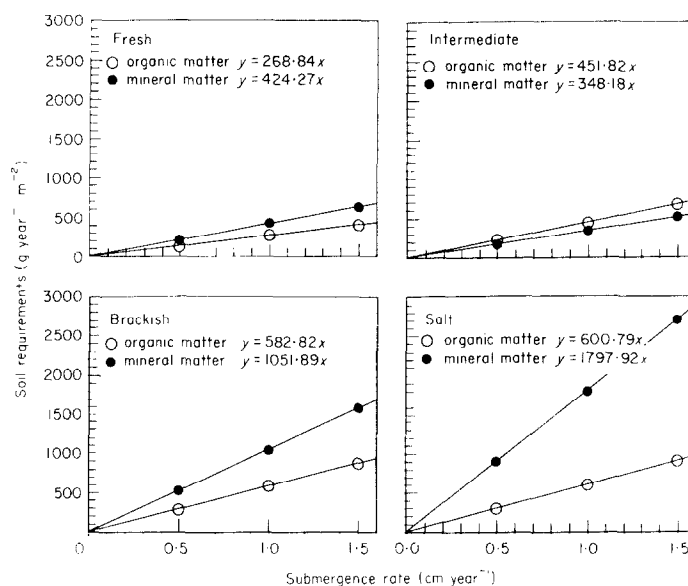 3000
2500
2000
1500
1000
500
0
Fresh
organic matter y = 268·84x
mineral matter y = 424·27x
Intermediate
organic matter y = 451·82x
mineral matter y = 348·18x
Soil requirements (g year⁻ m⁻²)
3000
2500
2000
1500
1000
500
Brackish
organic matter y = 582·82x
mineral matter y = 1051·89x
Salt
organic matter y = 600·79x
mineral matter y = 1797·92x
0 0·5 1·0 1·5
0·0 0·5 1·0 1·5
Submergence rate (cm year⁻¹)